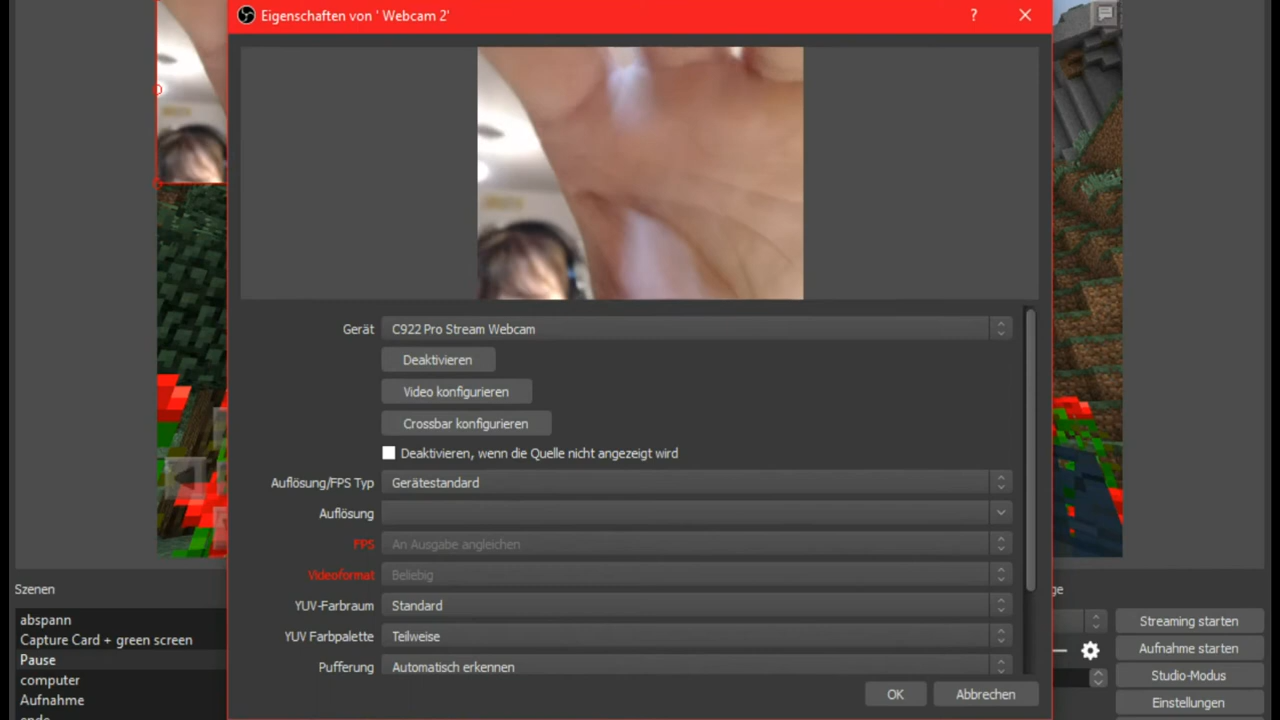 Eigenschaften von ' Webcam 2'
?
Gerät C922 Pro Stream Webcam
Deaktivieren
Video konfigurieren
Crossbar konfigurieren
Deaktivieren, wenn die Quelle nicht angezeigt wird
Auflösung/FPS Typ Gerätestandard
Auflösung
FPS An Ausgabe angleichen
Videoformat Beliebig
YUV-Farbraum Standard
YUV Farbpalette Teilweise
Pufferung Automatisch erkennen
OK Abbrechen
Szenen
abspann
Capture Card + green screen
Pause
computer
Aufnahme
ge
Streaming starten
Aufnahme starten
Studio-Modus
Einstellungen